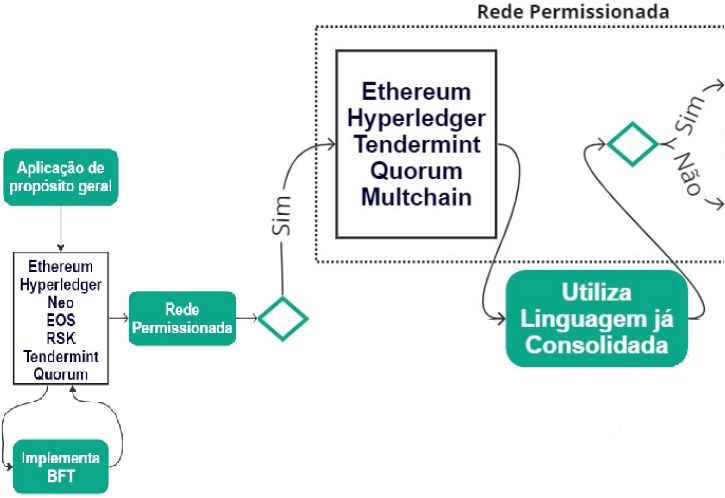 Rede Permissionada
Ethereum
Hyperledger
Tendermint
Quorum
Multchain
Sim
Sim
Não
Aplicação de
propósito geral
Ethereum
Hyperledger
Neo
EOS
RSK
Tendermint
Quorum
Rede
Permissionada
Utiliza
Linguagem já
Consolidada
Implementa
BFT